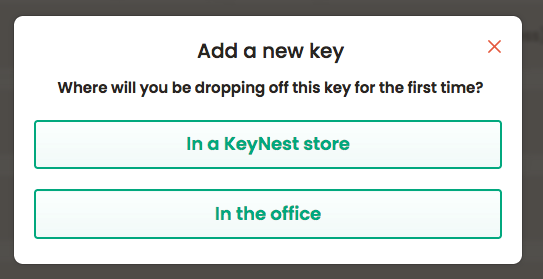 Add a new key
Where will you be dropping off this key for the first time?
In a KeyNest store
In the office